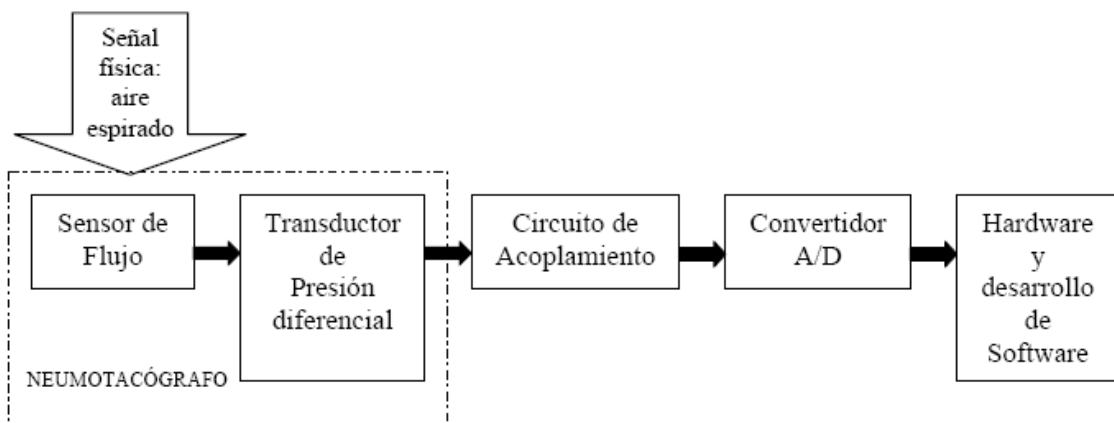 Señal
física:
aire
espirado
Sensor de
Flujo
Transductor
de
Presión
diferencial
Circuito de
Acoplamiento
Convertidor
A/D
Hardware
y
desarrollo
de
Software
NEUMOTACÓGRAFO